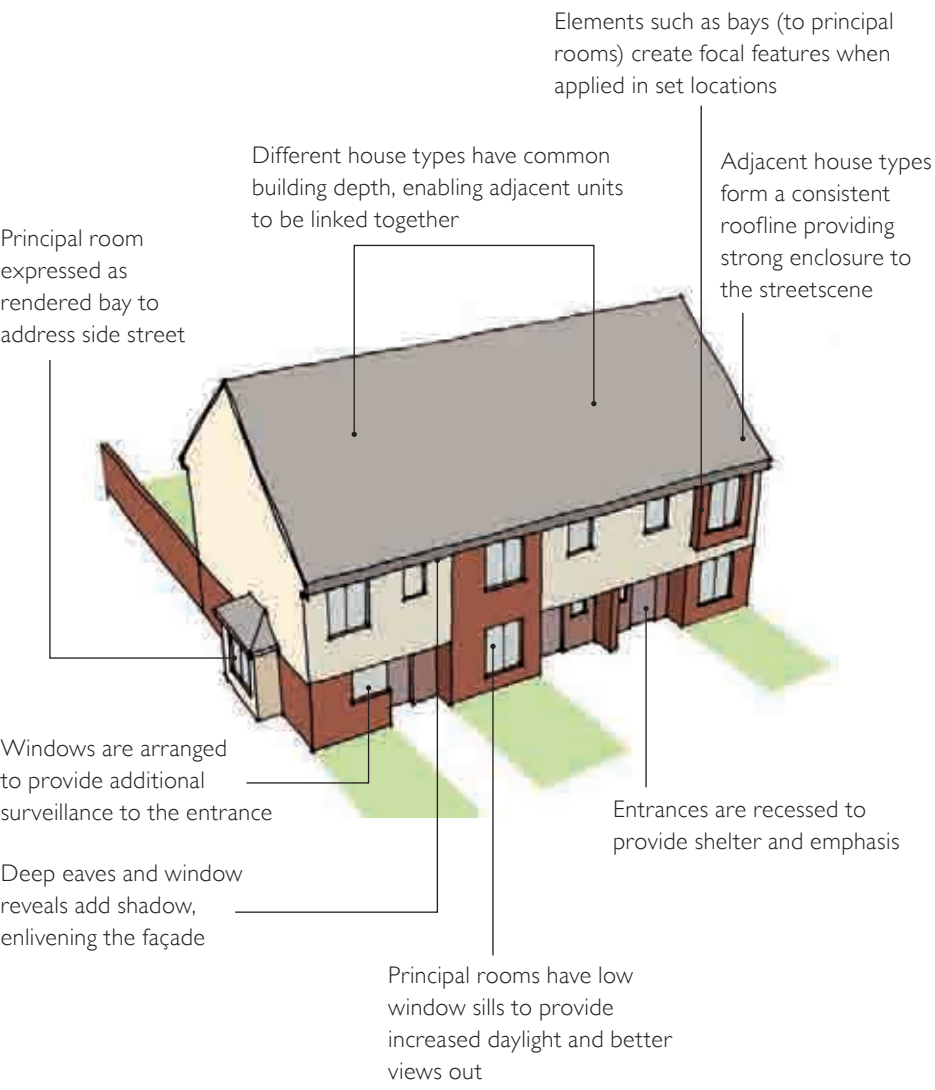 Elements such as bays (to principal
rooms) create focal features when
applied in set locations
Different house types have common
building depth, enabling adjacent units
to be linked together
Adjacent house types
form a consistent
roofline providing
strong enclosure to
the streetscene
Principal room
expressed as
rendered bay to
address side street
Windows are arranged
to provide additional
surveillance to the entrance
Entrances are recessed to
provide shelter and emphasis
Deep eaves and window
reveals add shadow,
enlivening the façade
Principal rooms have low
window sills to provide
increased daylight and better
views out